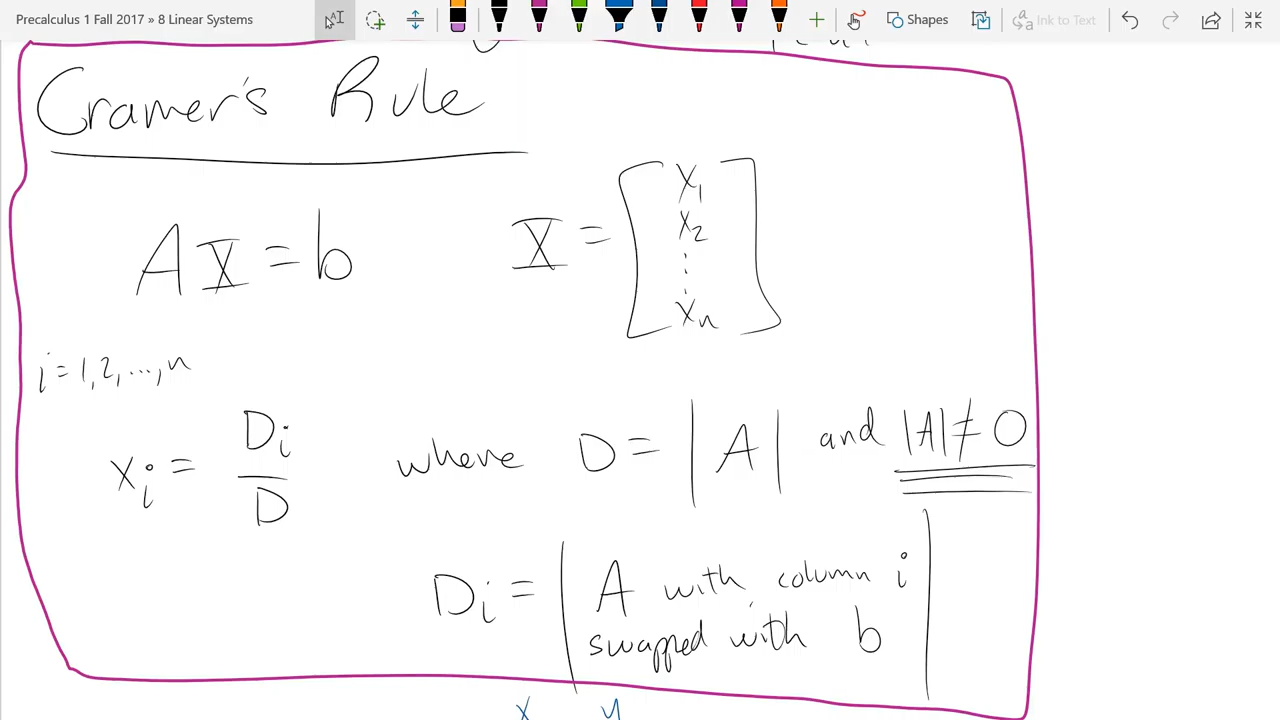 Precalculus 1 Fall 2017 » 8 Linear Systems
Shapes
Ink to Text
Cramer's Rule
AX = b
X = [x₁ x₂ ⋮ xₙ]
i = 1, 2, ..., n
xᵢ = Dᵢ/D where D = |A| and |A| ≠ 0
Dᵢ = |A with column i
swapped with b|
x y